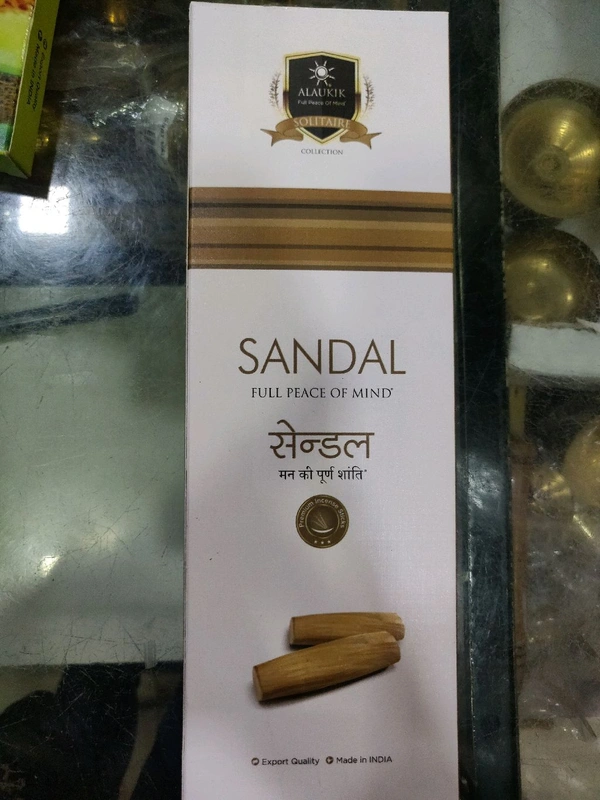 ALAUKIK
Full Peace Of Mind
SOLITAIRE
COLLECTION
SANDAL
FULL PEACE OF MIND*
सेन्डल
मन की पूर्ण शांति*
Premium Incense Sticks
Export Quality Made in INDIA